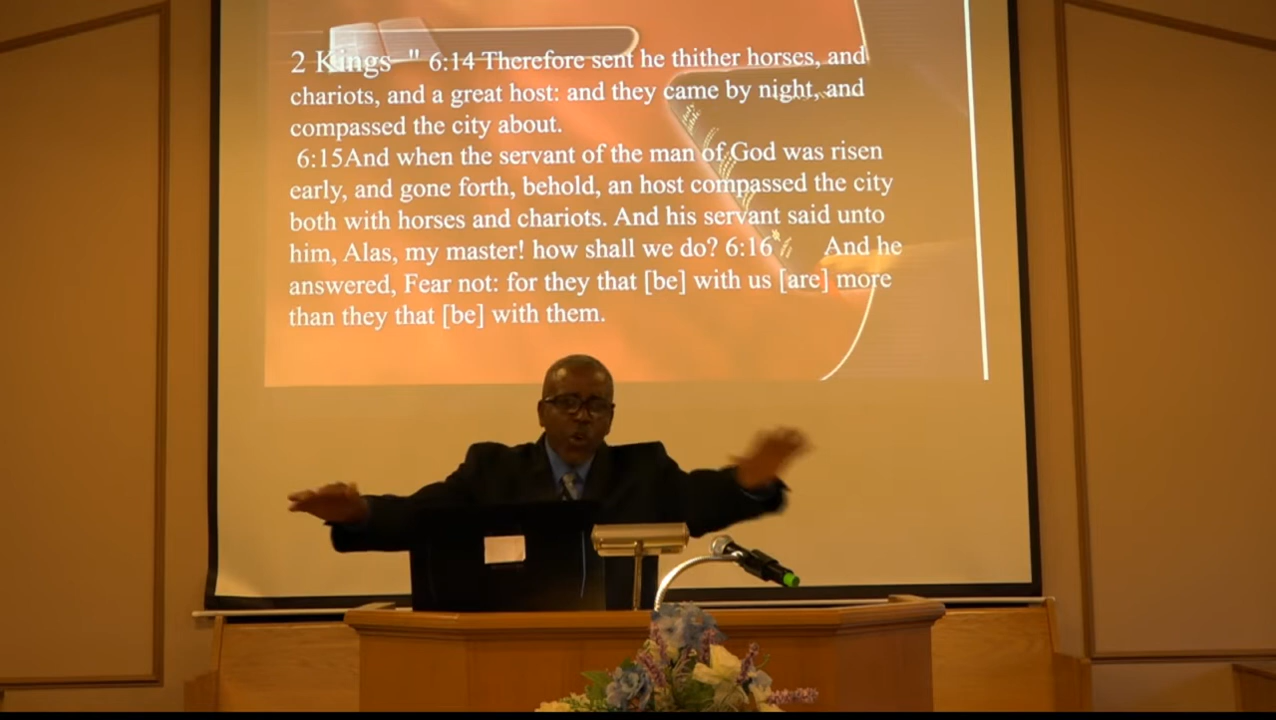 2 Kings " 6:14 Therefore sent he thither horses, and
chariots, and a great host: and they came by night, and
compassed the city about.
6:15And when the servant of the man of God was risen
early, and gone forth, behold, an host compassed the city
both with horses and chariots. And his servant said unto
him, Alas, my master! how shall we do? 6:16 And he
answered, Fear not: for they that [be] with us [are] more
than they that [be] with them.